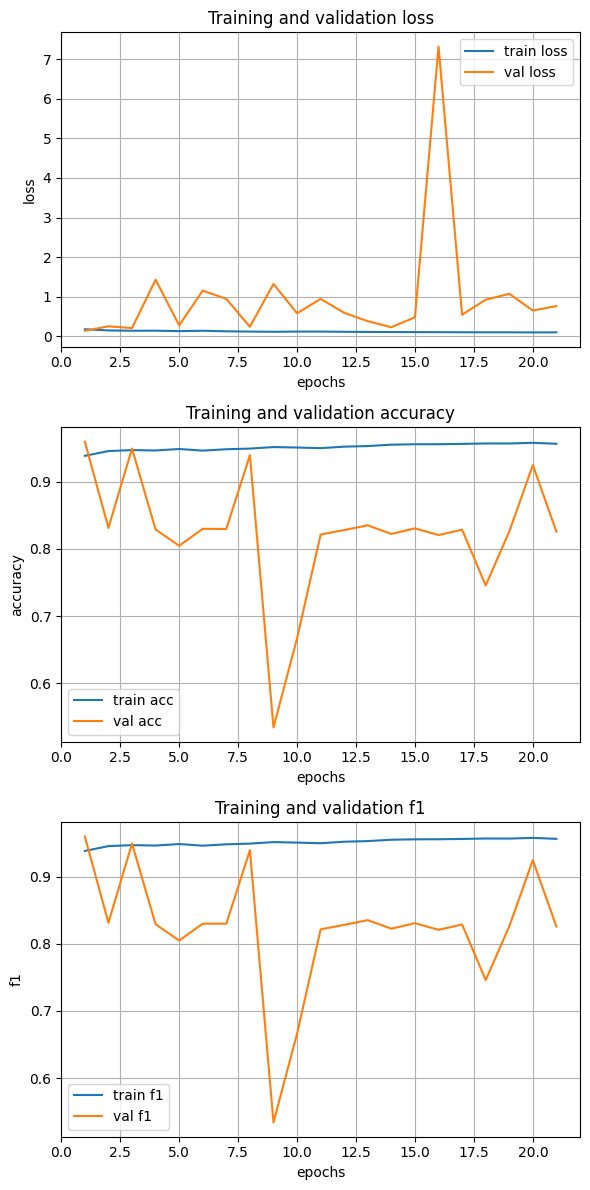 Training and validation loss
train loss
val loss
7
6
5
4
3
2
1
0
loss
0.0 2.5 5.0 7.5 10.0 12.5 15.0 17.5 20.0
epochs
Training and validation accuracy
0.9
0.8
0.7
0.6
accuracy
train acc
val acc
0.0 2.5 5.0 7.5 10.0 12.5 15.0 17.5 20.0
epochs
Training and validation f1
0.9
0.8
0.7
0.6
f1
train f1
val f1
0.0 2.5 5.0 7.5 10.0 12.5 15.0 17.5 20.0
epochs